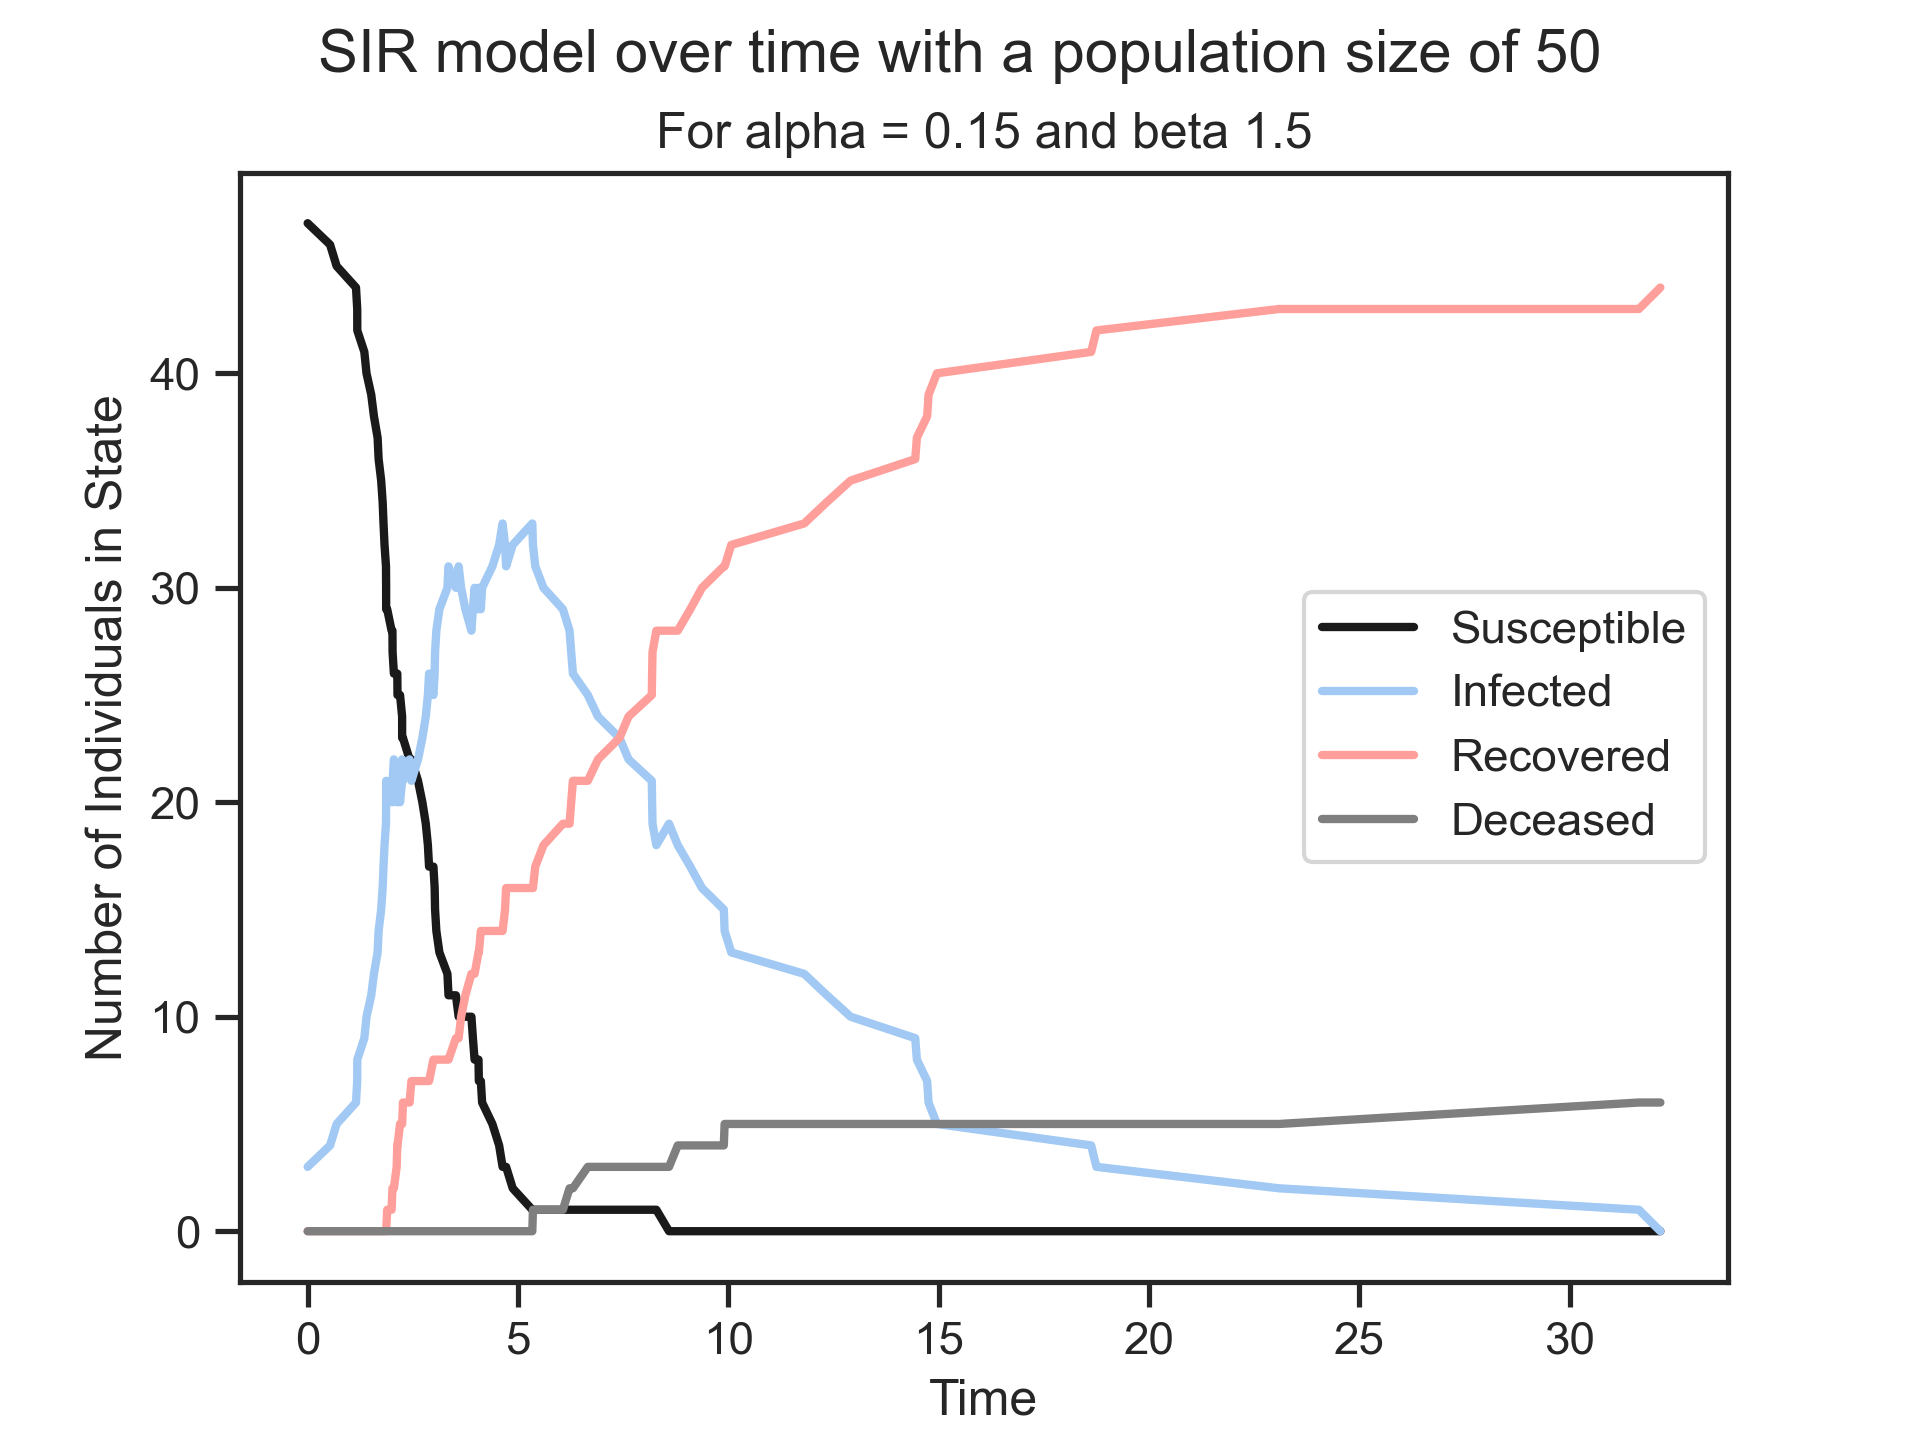 SIR model over time with a population size of 50
For alpha = 0.15 and beta 1.5
Number of Individuals in State
40
30
20
10
0
Susceptible
Infected
Recovered
Deceased
0 5 10 15 20 25 30
Time